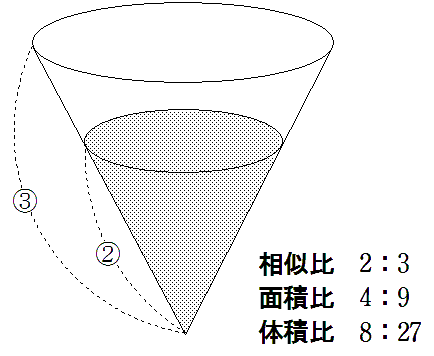 ③
②
相似比 2：3
面積比 4：9
体積比 8：27